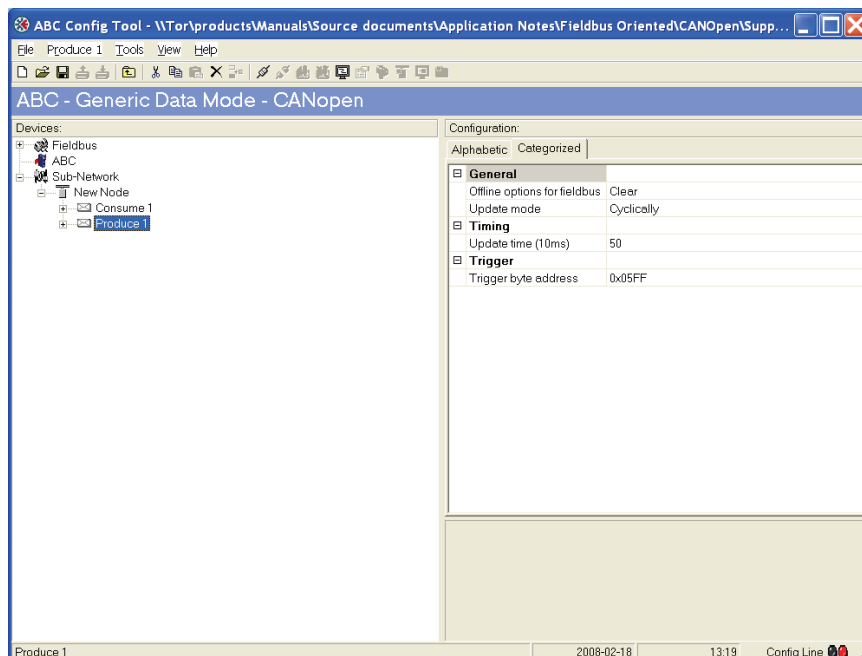 ABC Config Tool - \\Tor\products\Manuals\Source documents\Application Notes\Fieldbus Oriented\CANOpen\Supp...
File Produce 1 Tools View Help
ABC - Generic Data Mode - CANopen
Devices:
Fieldbus
ABC
Sub-Network
New Node
Consume 1
Produce 1
Configuration:
Alphabetic Categorized
General
Offline options for fieldbus Clear
Update mode Cyclically
Timing
Update time (10ms) 50
Trigger
Trigger byte address 0x05FF
Produce 1 2008-02-18 13:19 Config Line